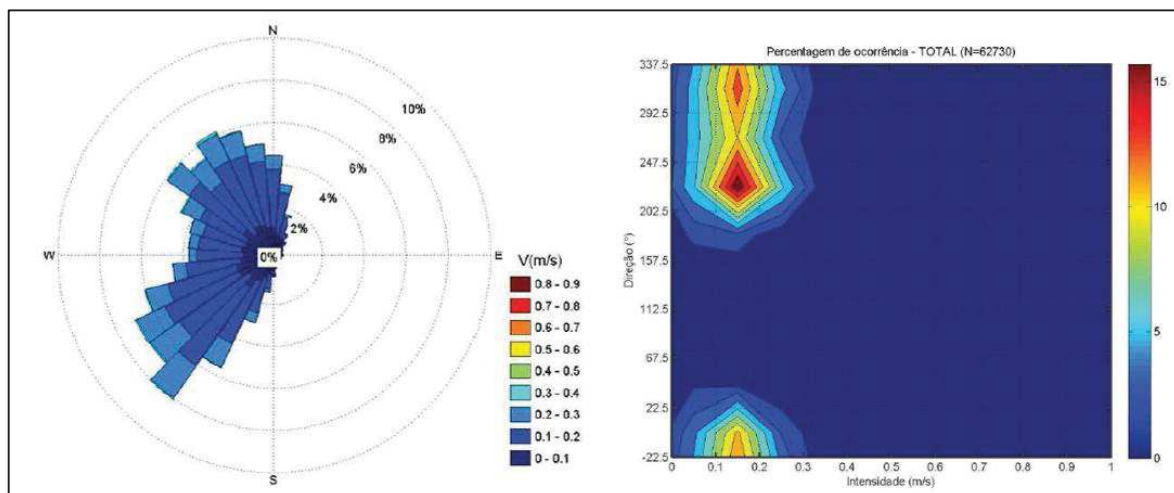 N
10%
8%
6%
4%
2%
W
0%
E
S
V(m/s)
0.8 - 0.9
0.7 - 0.8
0.6 - 0.7
0.5 - 0.6
0.4 - 0.5
0.3 - 0.4
0.2 - 0.3
0.1 - 0.2
0 - 0.1
Percentagem de ocorrência - TOTAL (N=62730)
Direção (°)
337.5
292.5
247.5
202.5
157.5
112.5
67.5
22.5
-22.5
0 0.1 0.2 0.3 0.4 0.5 0.6 0.7 0.8 0.9 1
Intensidade (m/s)
15
10
5
0